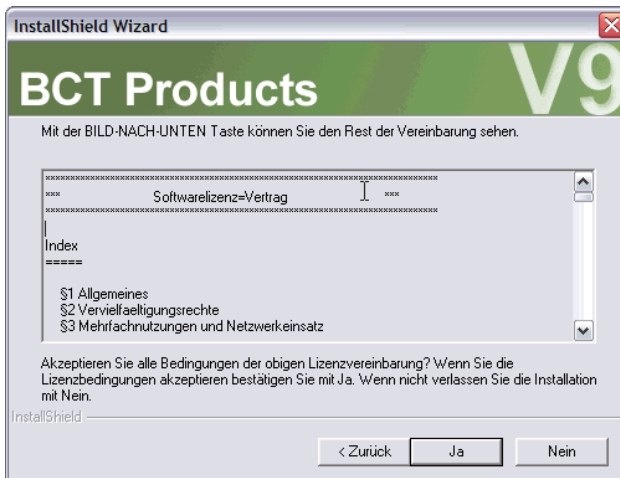 InstallShield Wizard
BCT Products
V9
Mit der BILD-NACH-UNTEN Taste können Sie den Rest der Vereinbarung sehen.
***********************************************************************************
*** Softwarelizenz=Vertrag ***
***********************************************************************************
Index
=====
§1 Allgemeines
§2 Vervielfaeltigungsrechte
§3 Mehrfachnutzungen und Netzwerkeinsatz
Akzeptieren Sie alle Bedingungen der obigen Lizenzvereinbarung? Wenn Sie die
Lizenzbedingungen akzeptieren bestätigen Sie mit Ja. Wenn nicht verlassen Sie die Installation
mit Nein.
InstallShield
< Zurück
Ja
Nein